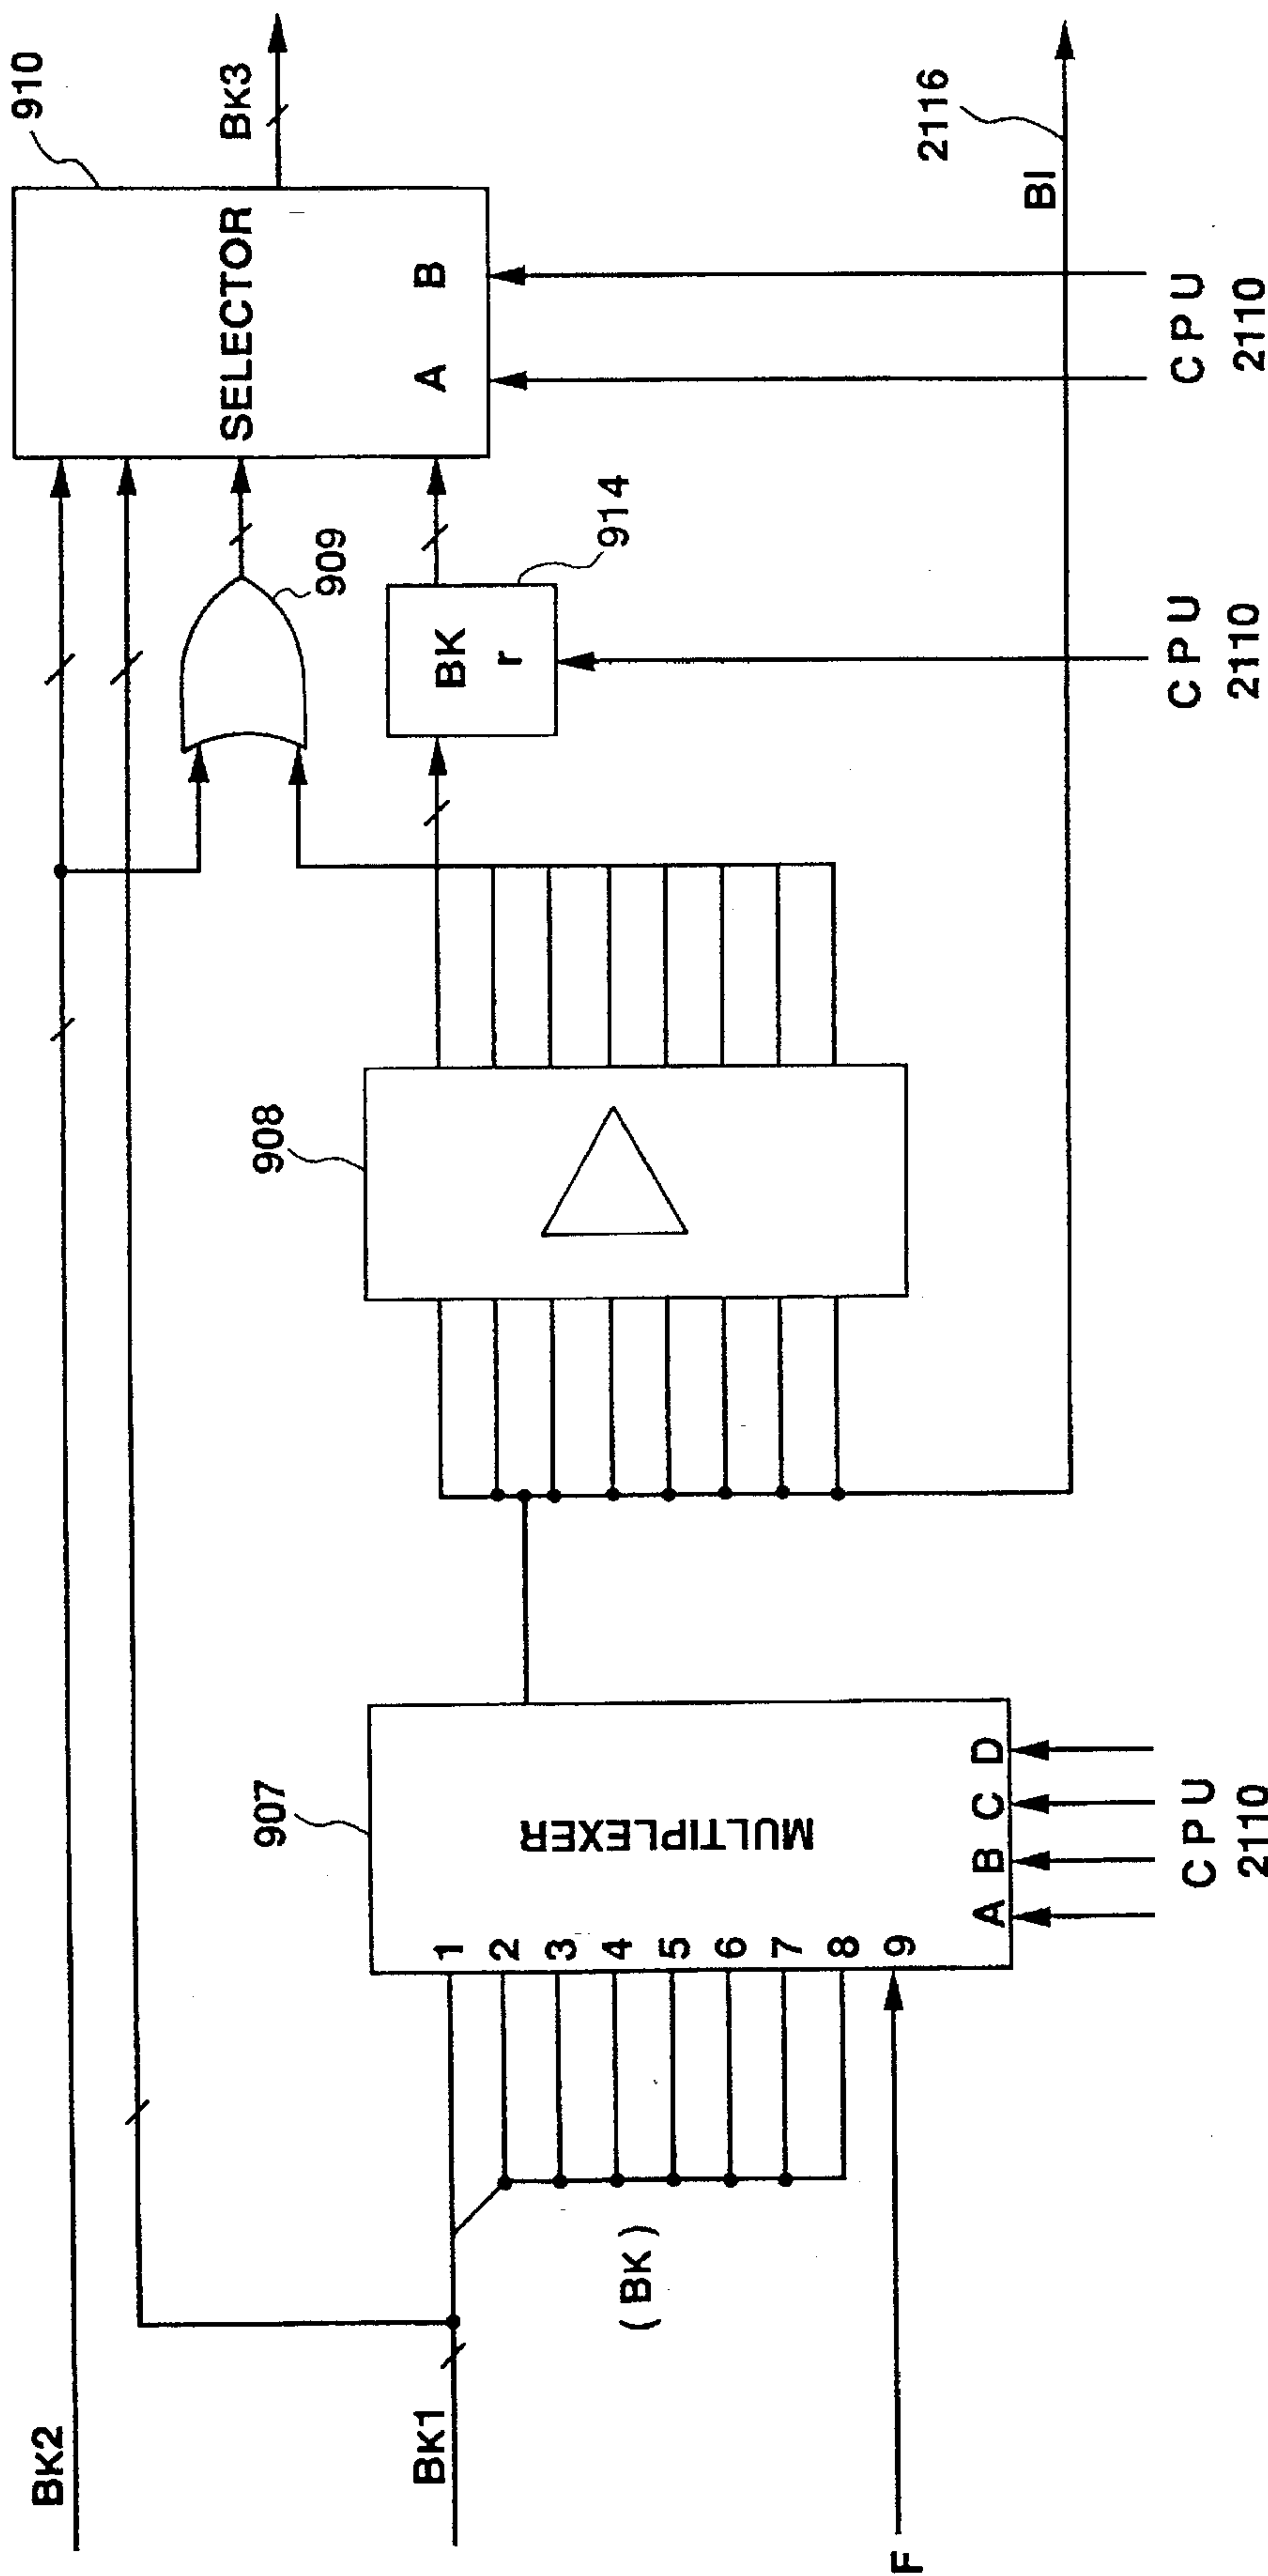 BK2
BK1
F
(BK)
907
MULTIPLEXER
1
2
3
4
5
6
7
8
9
A B C D
CPU
2110
908
909
BK
r
914
CPU
2110
910
SELECTOR
A B
CPU
2110
BK3
BI
2116